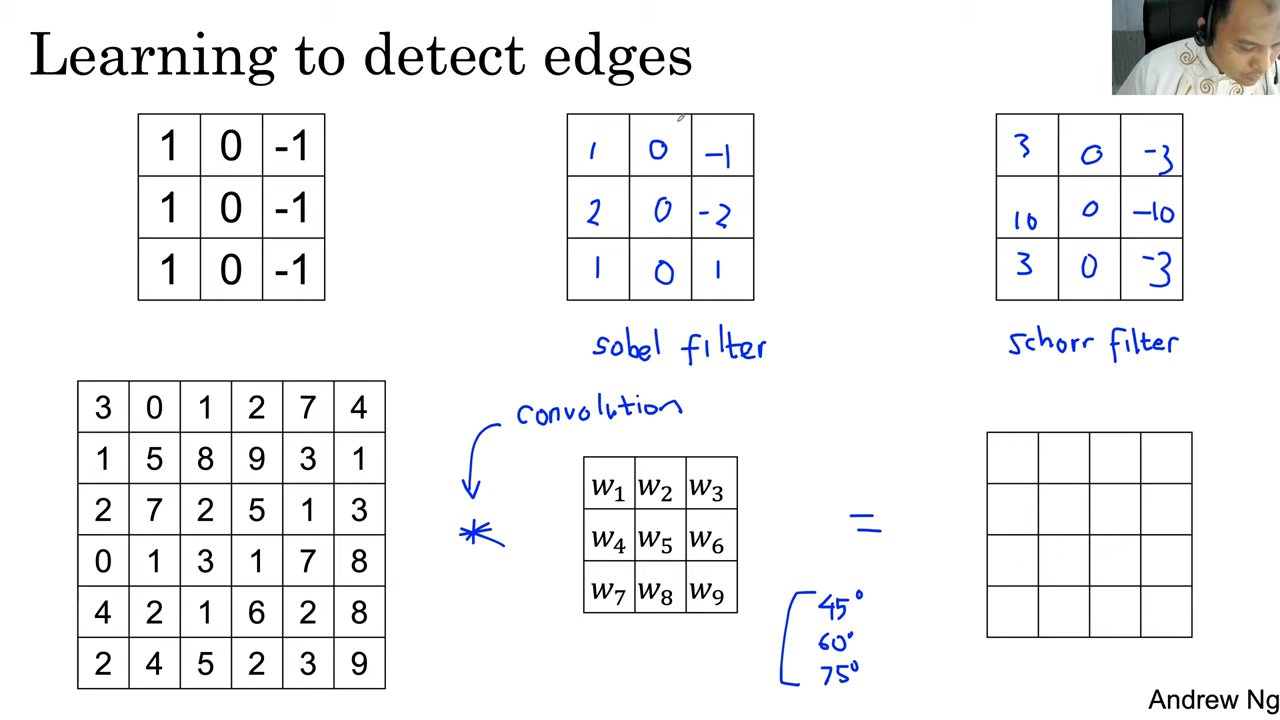 Learning to detect edges
1 0 -1
1 0 -1
1 0 -1
1 0 -1
2 0 -2
1 0 1
sobel filter
3 0 -3
10 0 -10
3 0 -3
schorr filter
3 0 1 2 7 4
1 5 8 9 3 1
2 7 2 5 1 3
0 1 3 1 7 8
4 2 1 6 2 8
2 4 5 2 3 9
convolution
*
w₁ w₂ w₃
w₄ w₅ w₆
w₇ w₈ w₉
=
45°
60°
75°
Andrew Ng